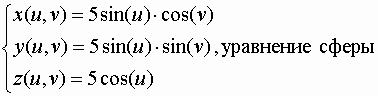 x(u,v) = 5sin(u)·cos(v)
y(u,v) = 5sin(u)·sin(v), уравнение сферы
z(u,v) = 5cos(u)